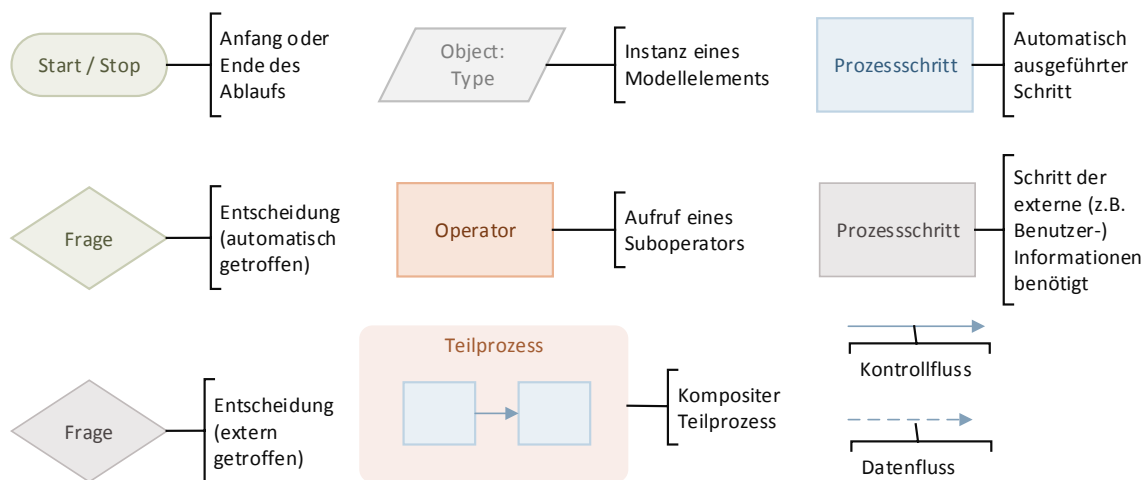 Start / Stop
Anfang oder
Ende des
Ablaufs
Object:
Type
Instanz eines
Modellelements
Prozessschritt
Automatisch
ausgeführter
Schritt
Frage
Entscheidung
(automatisch
getroffen)
Operator
Aufruf eines
Suboperators
Prozessschritt
Schritt der
externe (z.B.
Benutzer-)
Informationen
benötigt
Frage
Entscheidung
(extern
getroffen)
Teilprozess
Kompositer
Teilprozess
Kontrollfluss
Datenfluss